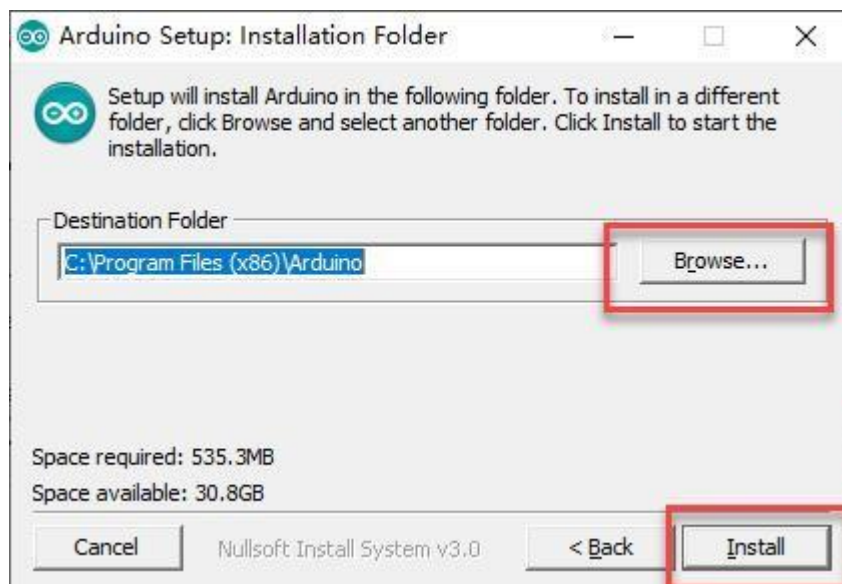 Arduino Setup: Installation Folder
Setup will install Arduino in the following folder. To install in a different
folder, click Browse and select another folder. Click Install to start the
installation.
Destination Folder
C:\Program Files (x86)\Arduino
Browse...
Space required: 535.3MB
Space available: 30.8GB
Cancel
Nullsoft Install System v3.0
< Back
Install